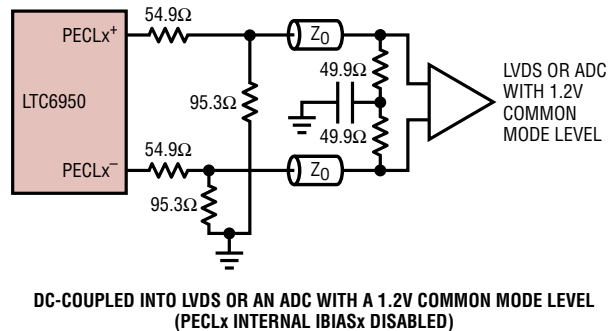 54.9Ω
PECLx+
Z0
49.9Ω
LTC6950
95.3Ω
49.9Ω
LVDS OR ADC
WITH 1.2V
COMMON
MODE LEVEL
54.9Ω
PECLx–
Z0
95.3Ω
DC-COUPLED INTO LVDS OR AN ADC WITH A 1.2V COMMON MODE LEVEL
(PECLx INTERNAL IBIASx DISABLED)